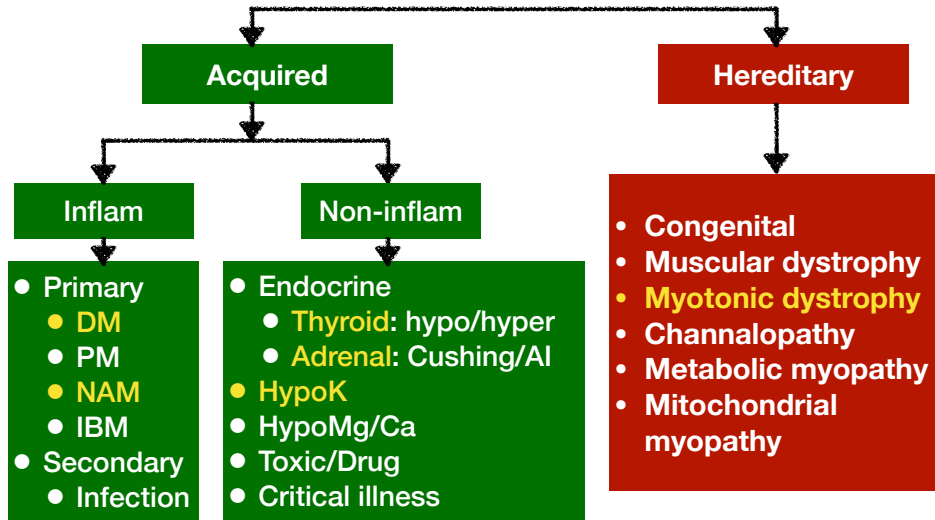 Acquired
Hereditary
Inflam
Non-inflam
● Primary
● DM
● PM
● NAM
● IBM
● Secondary
● Infection
● Endocrine
● Thyroid: hypo/hyper
● Adrenal: Cushing/AI
● HypoK
● HypoMg/Ca
● Toxic/Drug
● Critical illness
• Congenital
• Muscular dystrophy
• Myotonic dystrophy
• Channalopathy
• Metabolic myopathy
• Mitochondrial
myopathy